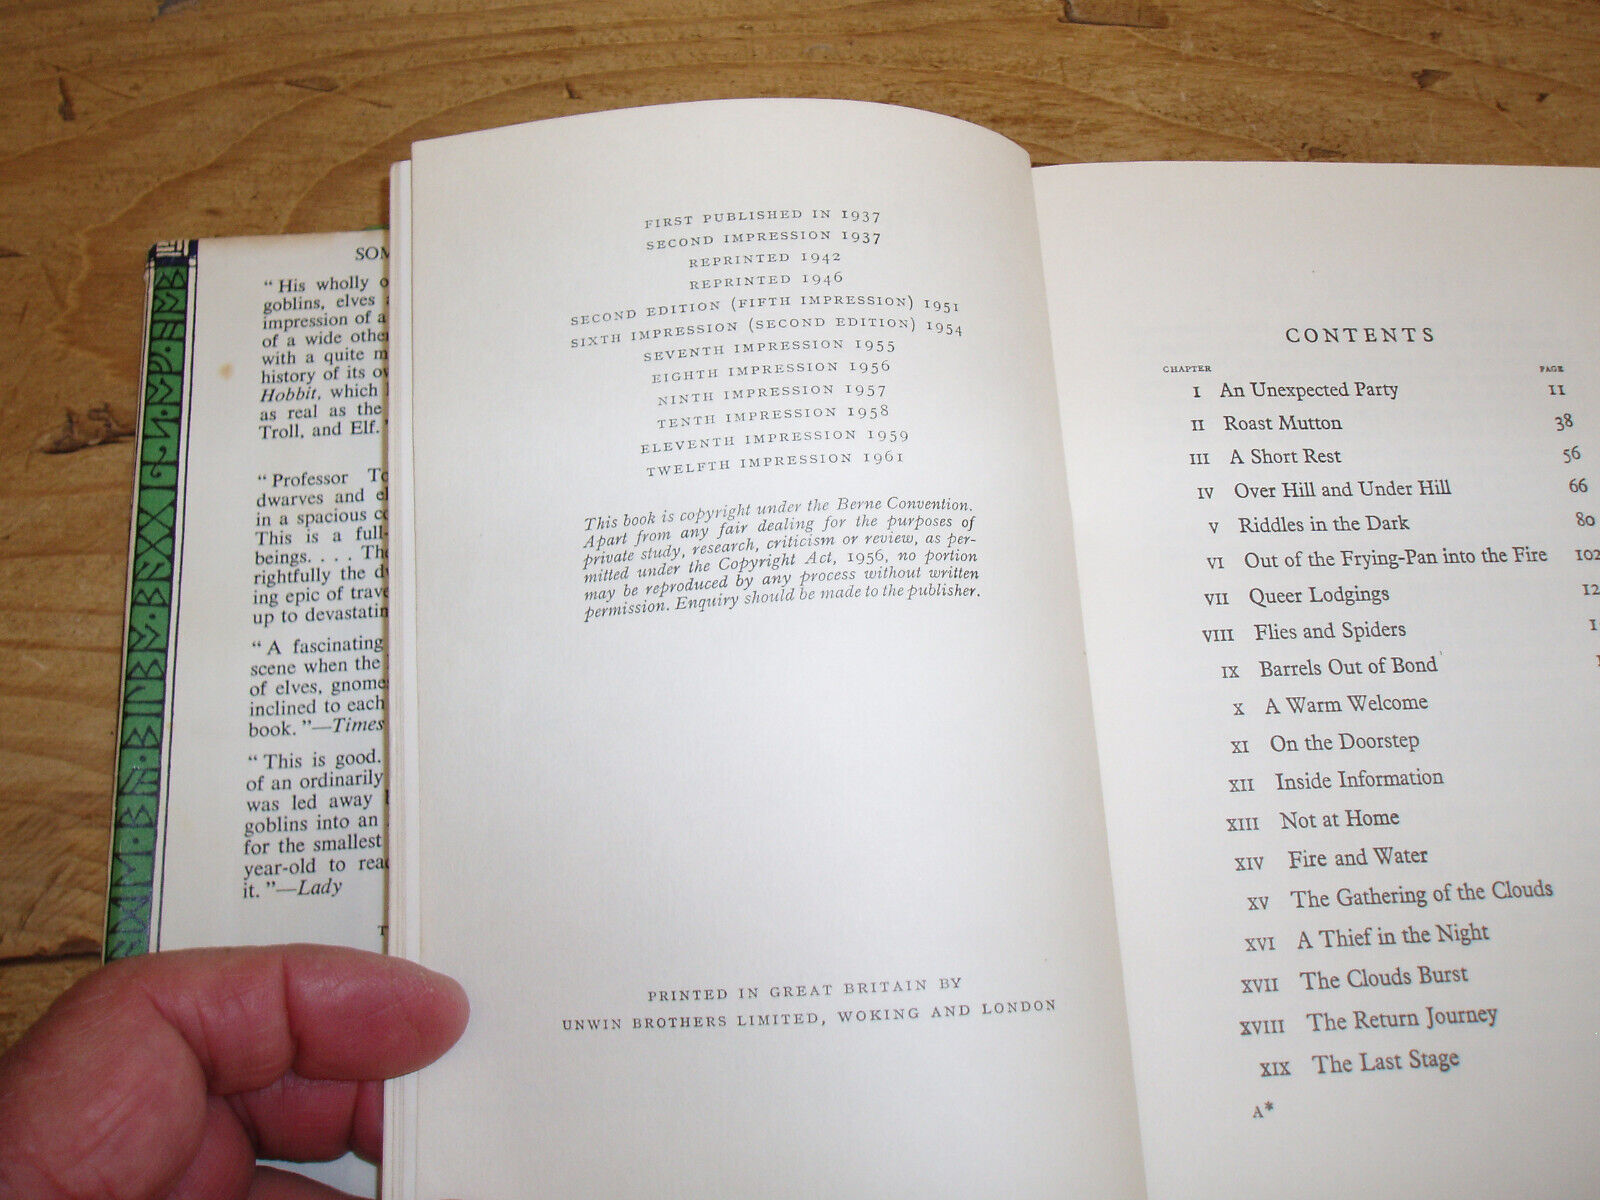 SOM
“ His wholly o
goblins, elves
impression of a
of a wide othe
with a quite m
history of its ov
Hobbit, which
as real as the
Troll, and Elf.
“ Professor To
dwarves and e
in a spacious c
This is a full-
beings. . . . Th
rightfully the d
ing epic of trave
up to devastatin
“ A fascinating
scene when the
of elves, gnome
inclined to each
book. ”—Times
“ This is good.
of an ordinarily
was led away
goblins into an
for the smallest
year-old to rea
it. ”—Lady
T
FIRST PUBLISHED IN 1937
SECOND IMPRESSION 1937
REPRINTED 1942
REPRINTED 1946
SECOND EDITION (FIFTH IMPRESSION) 1951
SIXTH IMPRESSION (SECOND EDITION) 1954
SEVENTH IMPRESSION 1955
EIGHTH IMPRESSION 1956
NINTH IMPRESSION 1957
TENTH IMPRESSION 1958
ELEVENTH IMPRESSION 1959
TWELFTH IMPRESSION 1961
This book is copyright under the Berne Convention.
Apart from any fair dealing for the purposes of
private study, research, criticism or review, as per-
mitted under the Copyright Act, 1956, no portion
may be reproduced by any process without written
permission. Enquiry should be made to the publisher.
PRINTED IN GREAT BRITAIN BY
UNWIN BROTHERS LIMITED, WOKING AND LONDON
CONTENTS
CHAPTER PAGE
I An Unexpected Party 11
II Roast Mutton 38
III A Short Rest 56
IV Over Hill and Under Hill 66
V Riddles in the Dark 80
VI Out of the Frying-Pan into the Fire 102
VII Queer Lodgings 12
VIII Flies and Spiders 1
IX Barrels Out of Bond 1
X A Warm Welcome
XI On the Doorstep
XII Inside Information
XIII Not at Home
XIV Fire and Water
XV The Gathering of the Clouds
XVI A Thief in the Night
XVII The Clouds Burst
XVIII The Return Journey
XIX The Last Stage
A*